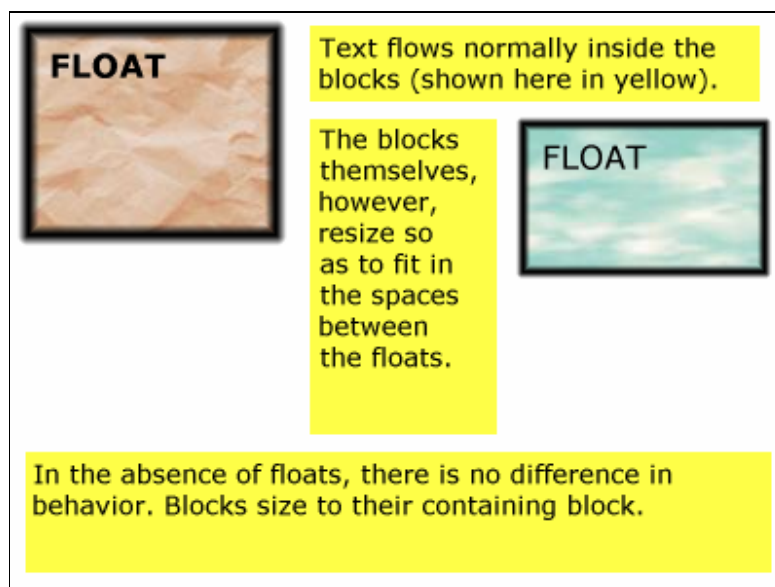 FLOAT
Text flows normally inside the
blocks (shown here in yellow).
The blocks
themselves,
however,
resize so
as to fit in
the spaces
between
the floats.
FLOAT
In the absence of floats, there is no difference in
behavior. Blocks size to their containing block.